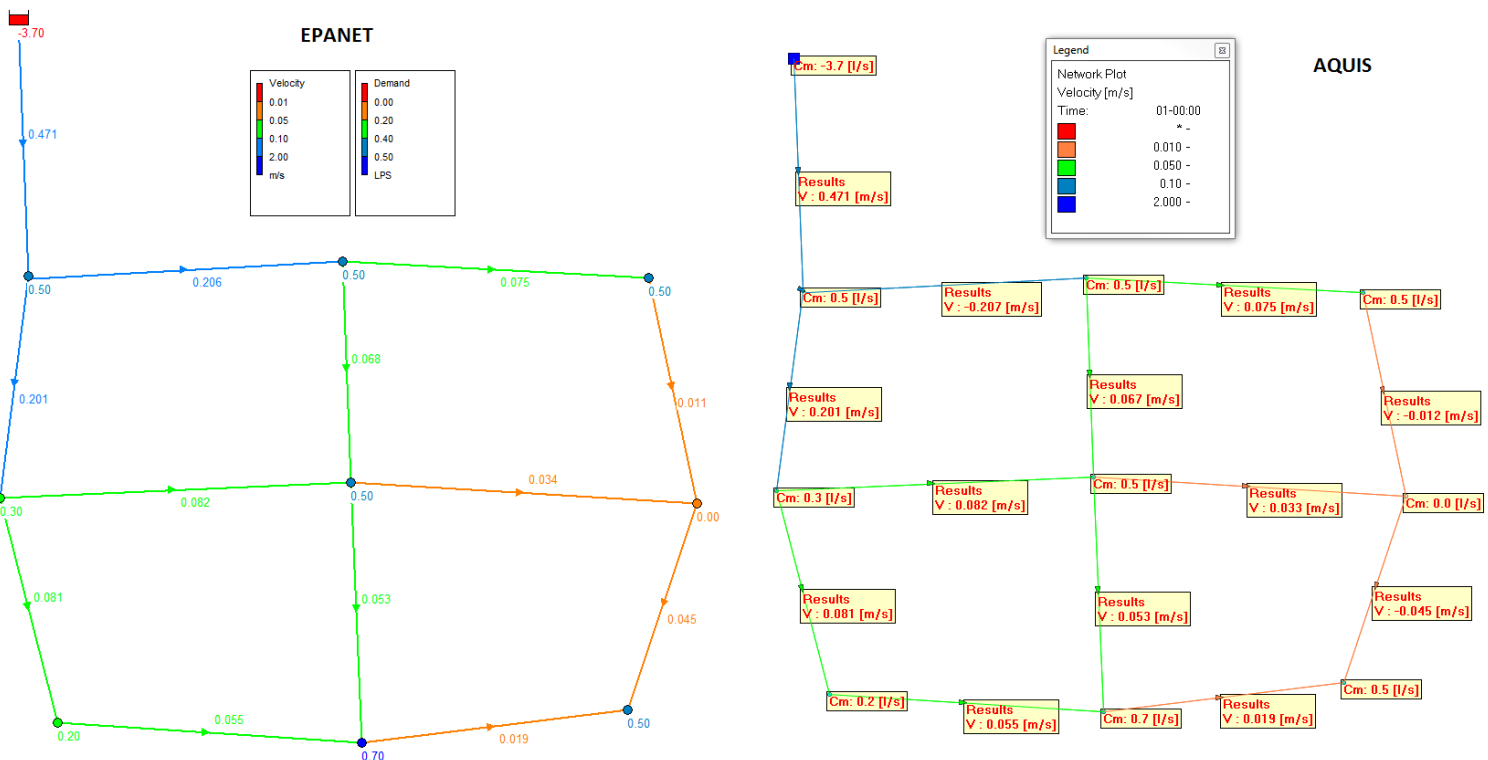 EPANET
-3.70
Velocity
0.01
0.05
0.10
2.00
m/s
Demand
0.00
0.20
0.40
0.50
LPS
0.471
0.50
0.206
0.50
0.075
0.50
0.201
0.068
0.011
0.30
0.082
0.50
0.034
0.00
0.081
0.053
0.045
0.20
0.055
0.70
0.019
0.50
AQUIS
Legend
Network Plot
Velocity [m/s]
Time: 01-00:00
* -
0.010 -
0.050 -
0.10 -
2.000 -
Cm: -3.7 [l/s]
Results
V : 0.471 [m/s]
Cm: 0.5 [l/s]
Results
V : -0.207 [m/s]
Cm: 0.5 [l/s]
Results
V : 0.075 [m/s]
Cm: 0.5 [l/s]
Results
V : 0.201 [m/s]
Results
V : 0.067 [m/s]
Results
V : -0.012 [m/s]
Cm: 0.3 [l/s]
Results
V : 0.082 [m/s]
Cm: 0.5 [l/s]
Results
V : 0.033 [m/s]
Cm: 0.0 [l/s]
Results
V : 0.081 [m/s]
Results
V : 0.053 [m/s]
Results
V : -0.045 [m/s]
Cm: 0.2 [l/s]
Results
V : 0.055 [m/s]
Cm: 0.7 [l/s]
Results
V : 0.019 [m/s]
Cm: 0.5 [l/s]